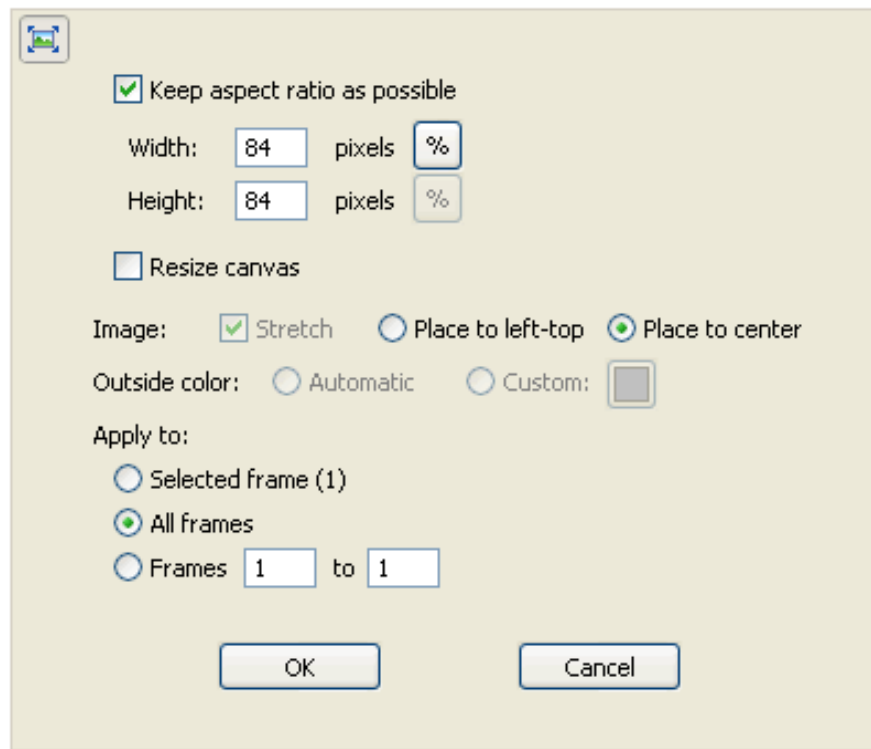 Keep aspect ratio as possible
Width: 84 pixels %
Height: 84 pixels %
Resize canvas
Image: Stretch Place to left-top Place to center
Outside color: Automatic Custom:
Apply to:
Selected frame (1)
All frames
Frames 1 to 1
OK Cancel